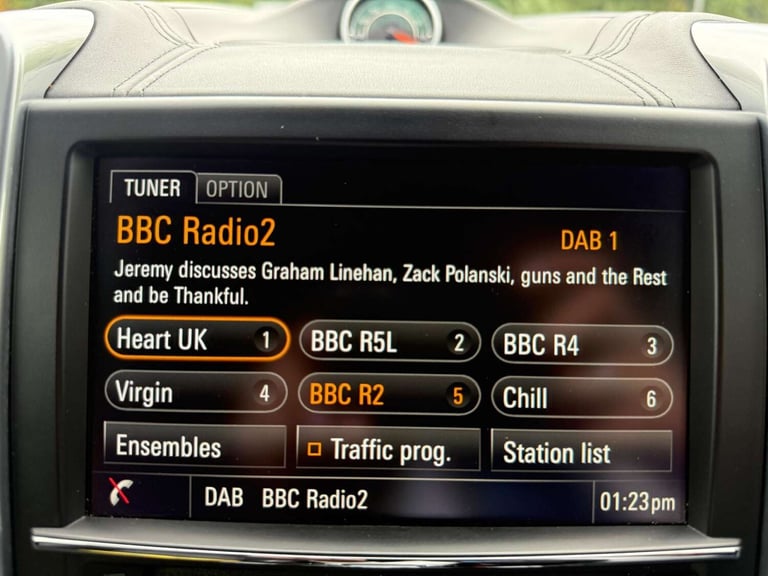 TUNER OPTION
BBC Radio2 DAB 1
Jeremy discusses Graham Linehan, Zack Polanski, guns and the Rest
and be Thankful.
Heart UK 1 BBC R5L 2 BBC R4 3
Virgin 4 BBC R2 5 Chill 6
Ensembles Traffic prog. Station list
DAB BBC Radio2 01:23pm